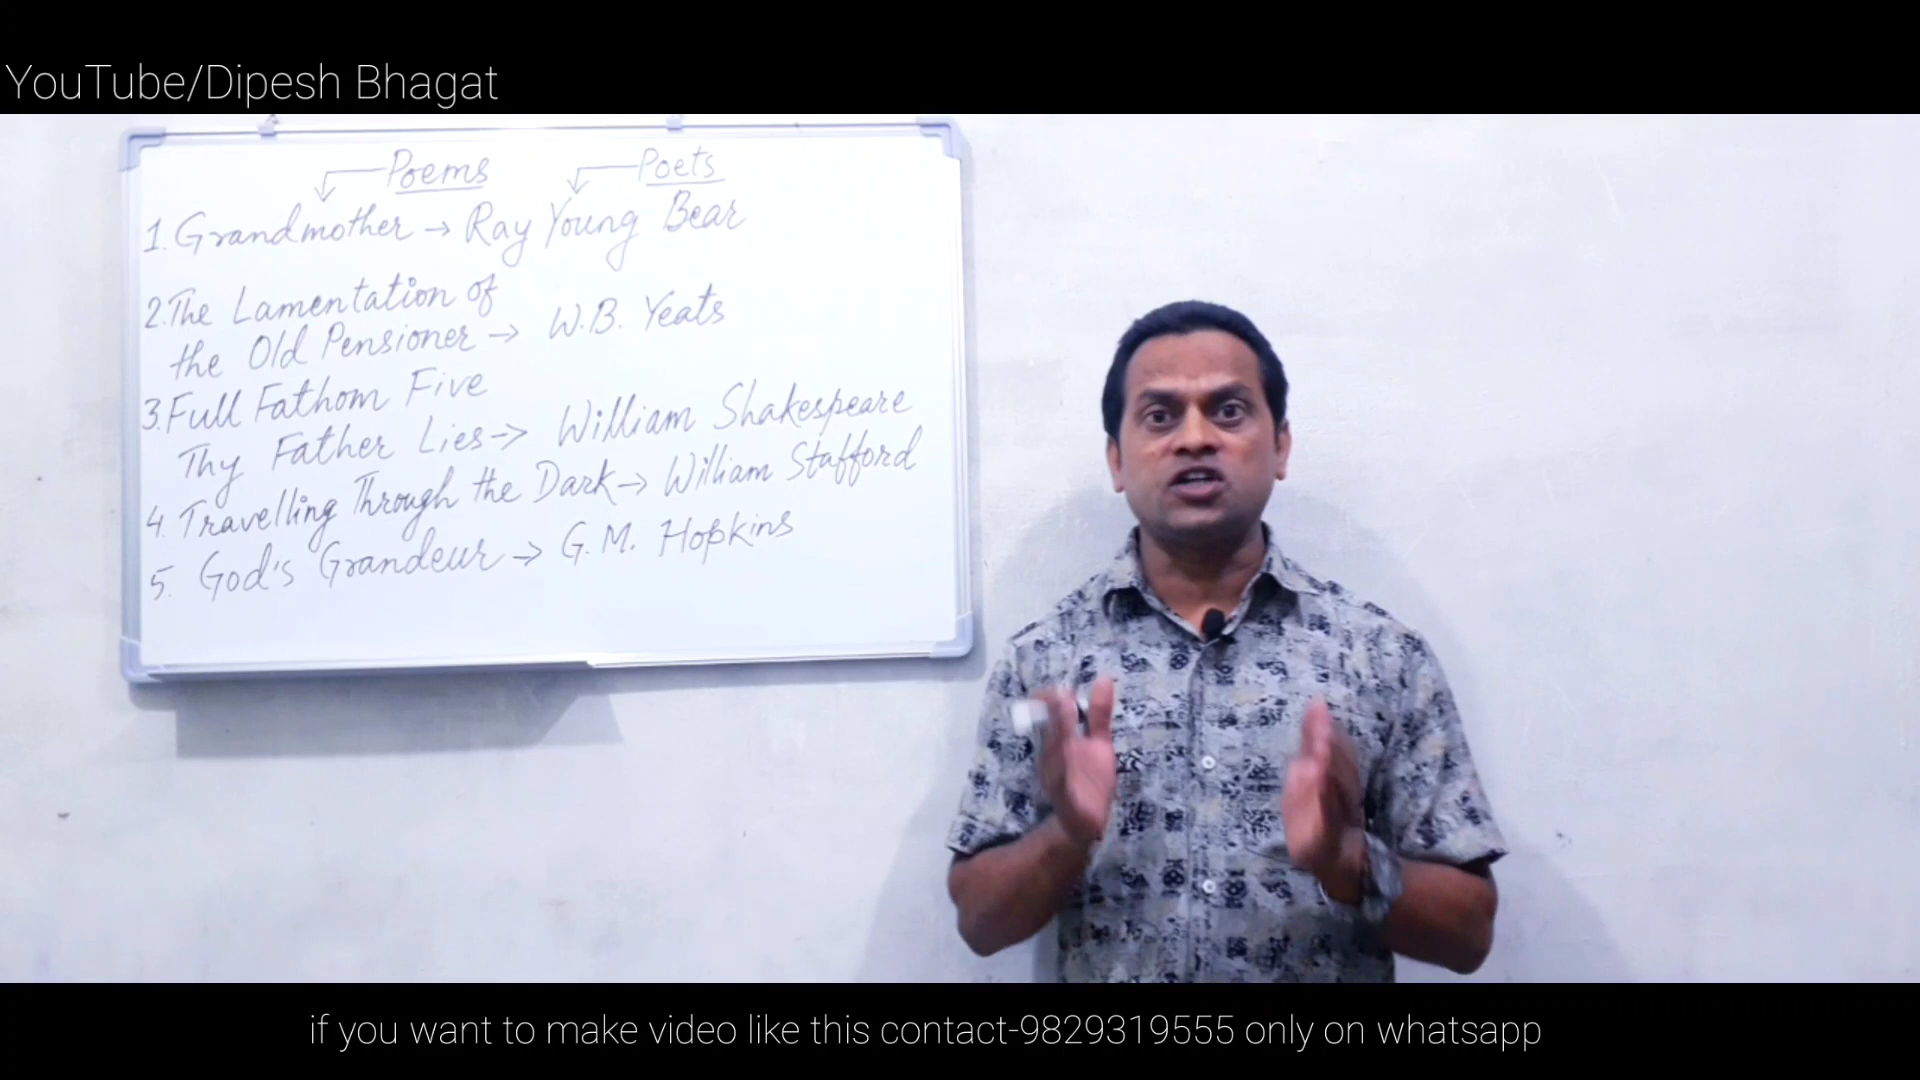 YouTube/Dipesh Bhagat
Poems Poets
1. Grandmother → Ray Young Bear
2. The Lamentation of
the Old Pensioner → W.B. Yeats
3. Full Fathom Five
Thy Father Lies → William Shakespeare
4. Travelling Through the Dark → William Stafford
5. God's Grandeur → G.M. Hopkins
if you want to make video like this contact-9829319555 only on whatsapp